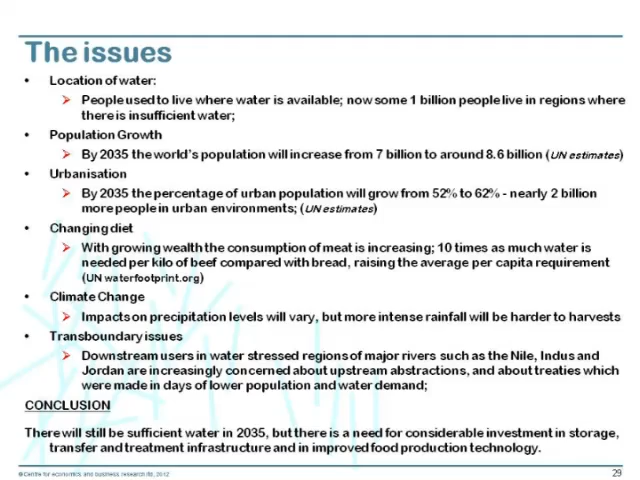 The issues
• Location of water:
➢ People used to live where water is available; now some 1 billion people live in regions where
there is insufficient water;
• Population Growth
➢ By 2035 the world's population will increase from 7 billion to around 8.6 billion (UN estimates)
• Urbanisation
➢ By 2035 the percentage of urban population will grow from 52% to 62% - nearly 2 billion
more people in urban environments; (UN estimates)
• Changing diet
➢ With growing wealth the consumption of meat is increasing; 10 times as much water is
needed per kilo of beef compared with bread, raising the average per capita requirement
(UN waterfootprint.org)
• Climate Change
➢ Impacts on precipitation levels will vary, but more intense rainfall will be harder to harvests
• Transboundary issues
➢ Downstream users in water stressed regions of major rivers such as the Nile, Indus and
Jordan are increasingly concerned about upstream abstractions, and about treaties which
were made in days of lower population and water demand;
CONCLUSION
There will still be sufficient water in 2035, but there is a need for considerable investment in storage,
transfer and treatment infrastructure and in improved food production technology.
© Centre for economics and business research ltd, 2012
29